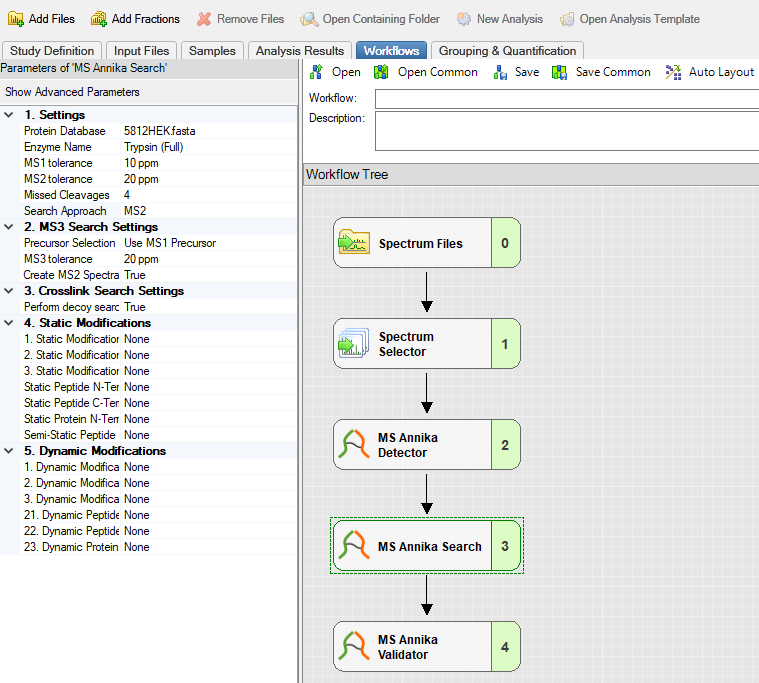 Add Files Add Fractions Remove Files Open Containing Folder New Analysis Open Analysis Template
Study Definition Input Files Samples Analysis Results Workflows Grouping & Quantification
Parameters of 'MS Annika Search'
Show Advanced Parameters
1. Settings
Protein Database 5812HEK.fasta
Enzyme Name Trypsin (Full)
MS1 tolerance 10 ppm
MS2 tolerance 20 ppm
Missed Cleavages 4
Search Approach MS2
2. MS3 Search Settings
Precursor Selection Use MS1 Precursor
MS3 tolerance 20 ppm
Create MS2 Spectra True
3. Crosslink Search Settings
Perform decoy searc True
4. Static Modifications
1. Static Modification None
2. Static Modification None
3. Static Modification None
Static Peptide N-Ter None
Static Peptide C-Ter None
Static Protein N-Tem None
Semi-Static Peptide None
5. Dynamic Modifications
1. Dynamic Modifica None
2. Dynamic Modifica None
3. Dynamic Modifica None
21. Dynamic Peptide None
22. Dynamic Peptide None
23. Dynamic Protein None
Open Open Common Save Save Common Auto Layout
Workflow:
Description:
Workflow Tree
Spectrum Files 0
Spectrum
Selector 1
MS Annika
Detector 2
MS Annika Search 3
MS Annika
Validator 4